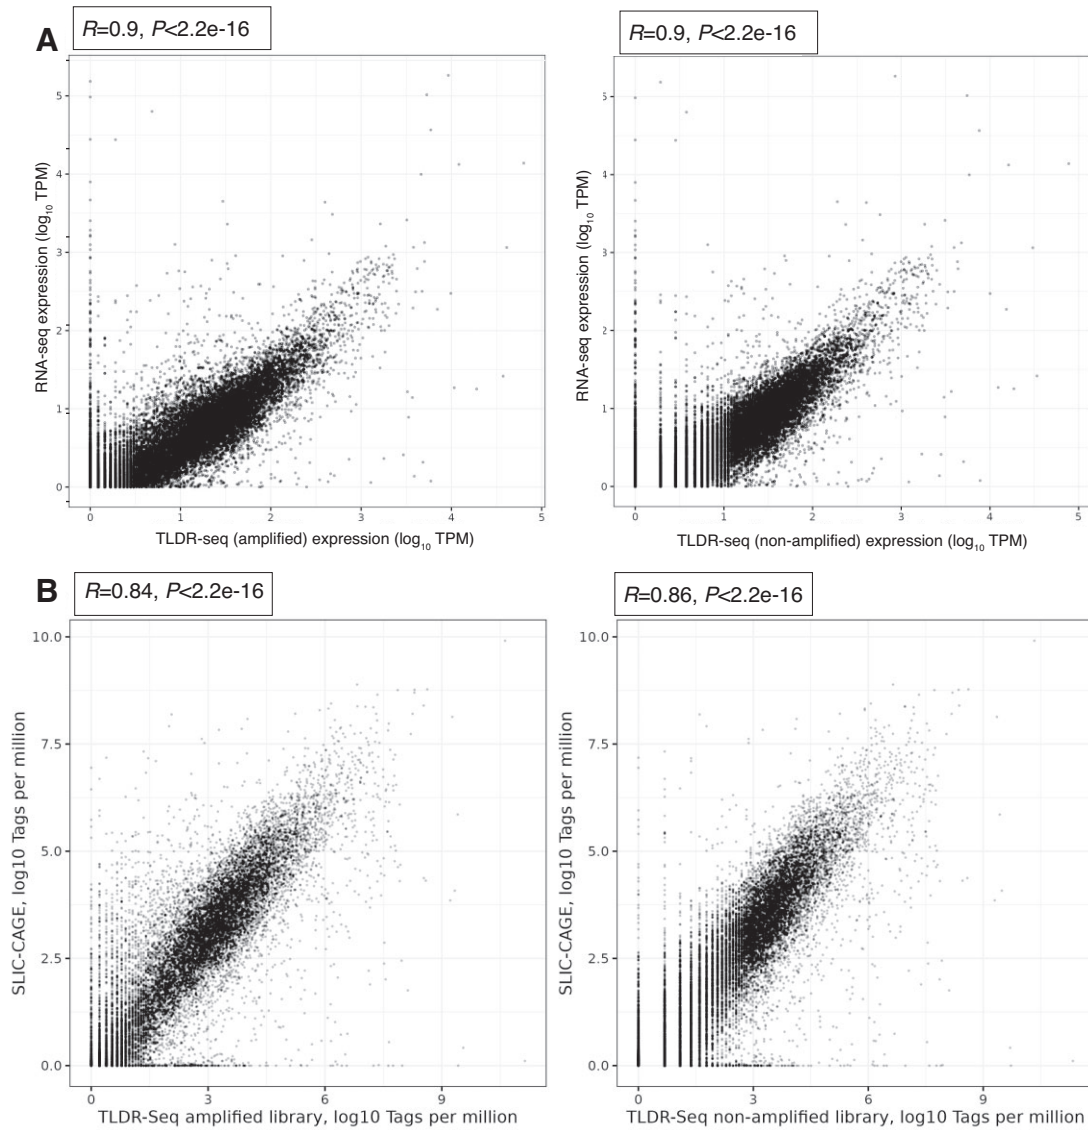 A
R=0.9, P<2.2e-16
RNA-seq expression (log10 TPM)
5
4
3
2
1
0
0 1 2 3 4 5
TLDR-seq (amplified) expression (log10 TPM)
R=0.9, P<2.2e-16
RNA-seq expression (log10 TPM)
5
4
3
2
1
0
0 1 2 3 4 5
TLDR-seq (non-amplified) expression (log10 TPM)
B
R=0.84, P<2.2e-16
SLIC-CAGE, log10 Tags per million
10.0
7.5
5.0
2.5
0.0
0 3 6 9
TLDR-Seq amplified library, log10 Tags per million
R=0.86, P<2.2e-16
SLIC-CAGE, log10 Tags per million
10.0
7.5
5.0
2.5
0.0
0 3 6 9
TLDR-Seq non-amplified library, log10 Tags per million